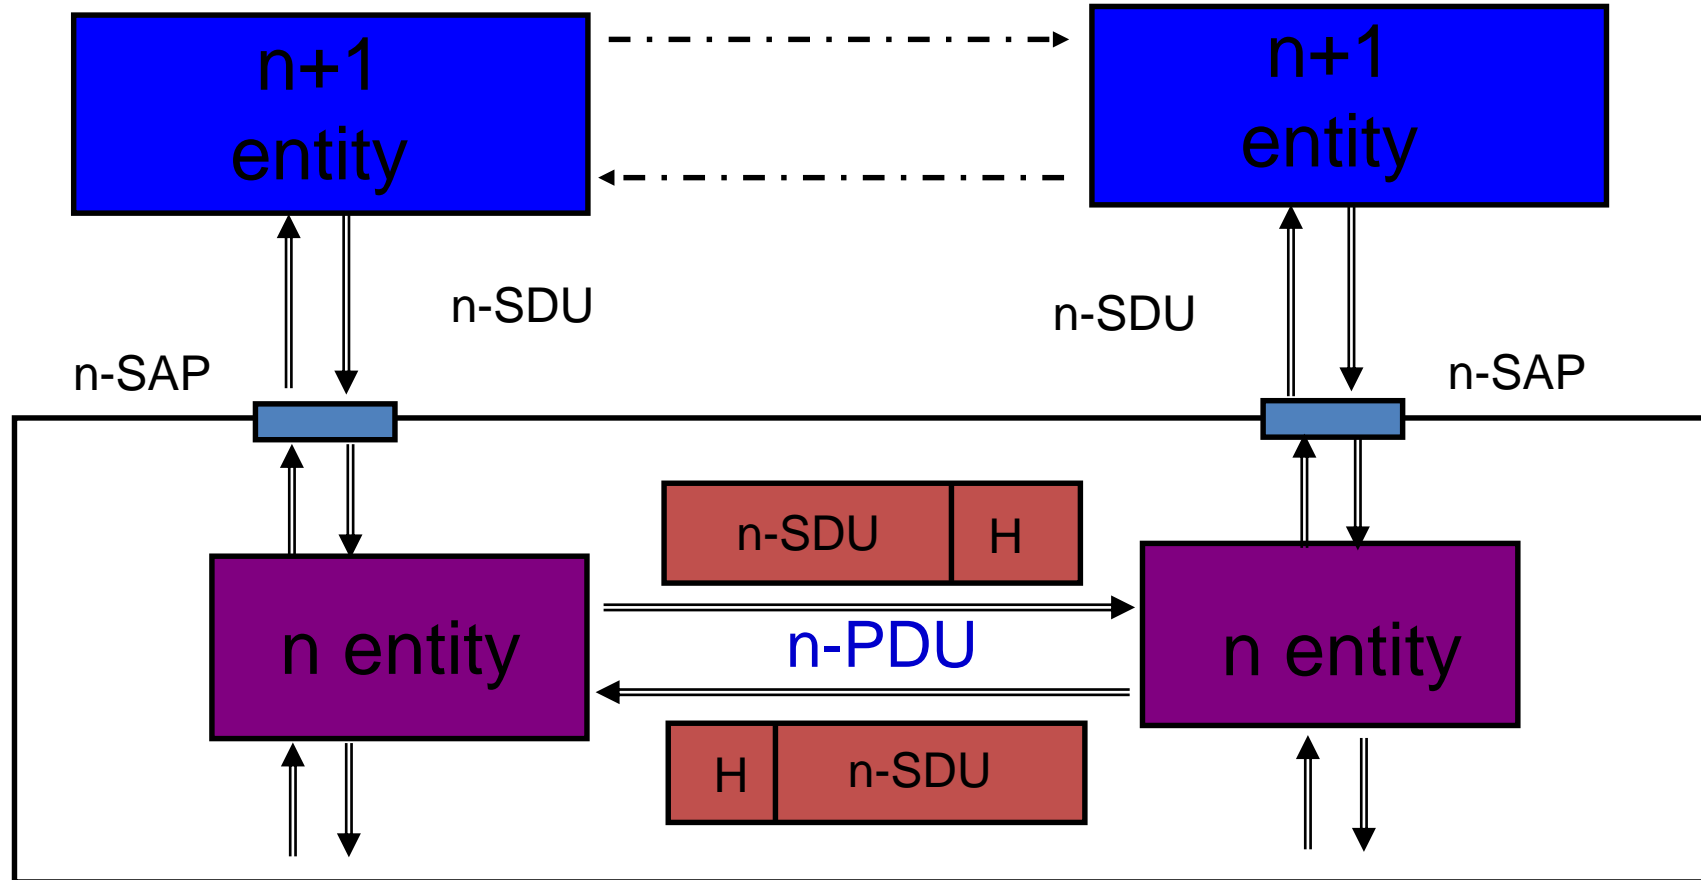 n+1
entity
n+1
entity
n-SDU
n-SDU
n-SAP
n-SAP
n-SDU H
n entity
n-PDU
n entity
H n-SDU